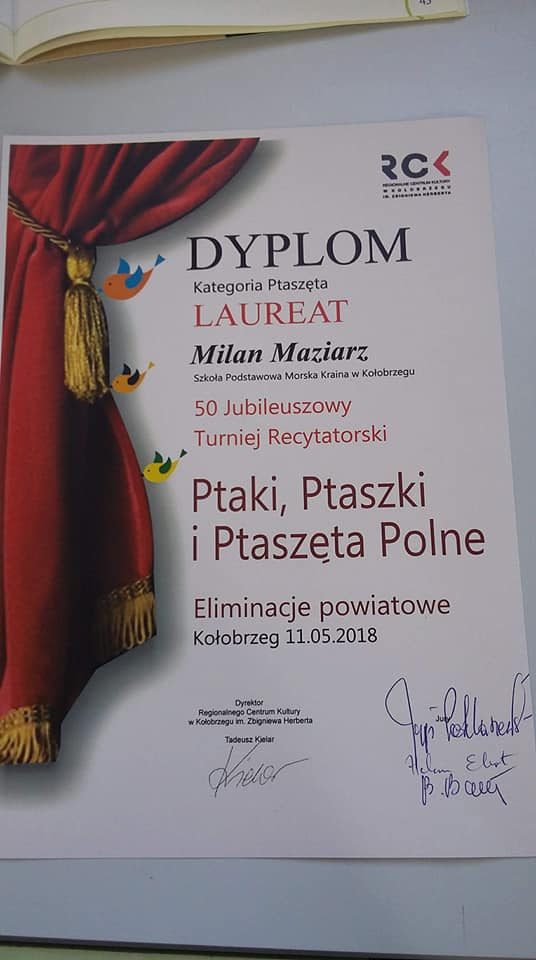 45
RCK
REGIONALNE CENTRUM KULTURY
W KOŁOBRZEGU
IM. ZBIGNIEWA HERBERTA
DYPLOM
Kategoria Ptaszęta
LAUREAT
Milan Maziarz
Szkoła Podstawowa Morska Kraina w Kołobrzegu
50 Jubileuszowy
Turniej Recytatorski
Ptaki, Ptaszki
i Ptaszęta Polne
Eliminacje powiatowe
Kołobrzeg 11.05.2018
Dyrektor
Regionalnego Centrum Kultury
w Kołobrzegu im. Zbigniewa Herberta
Tadeusz Kielar